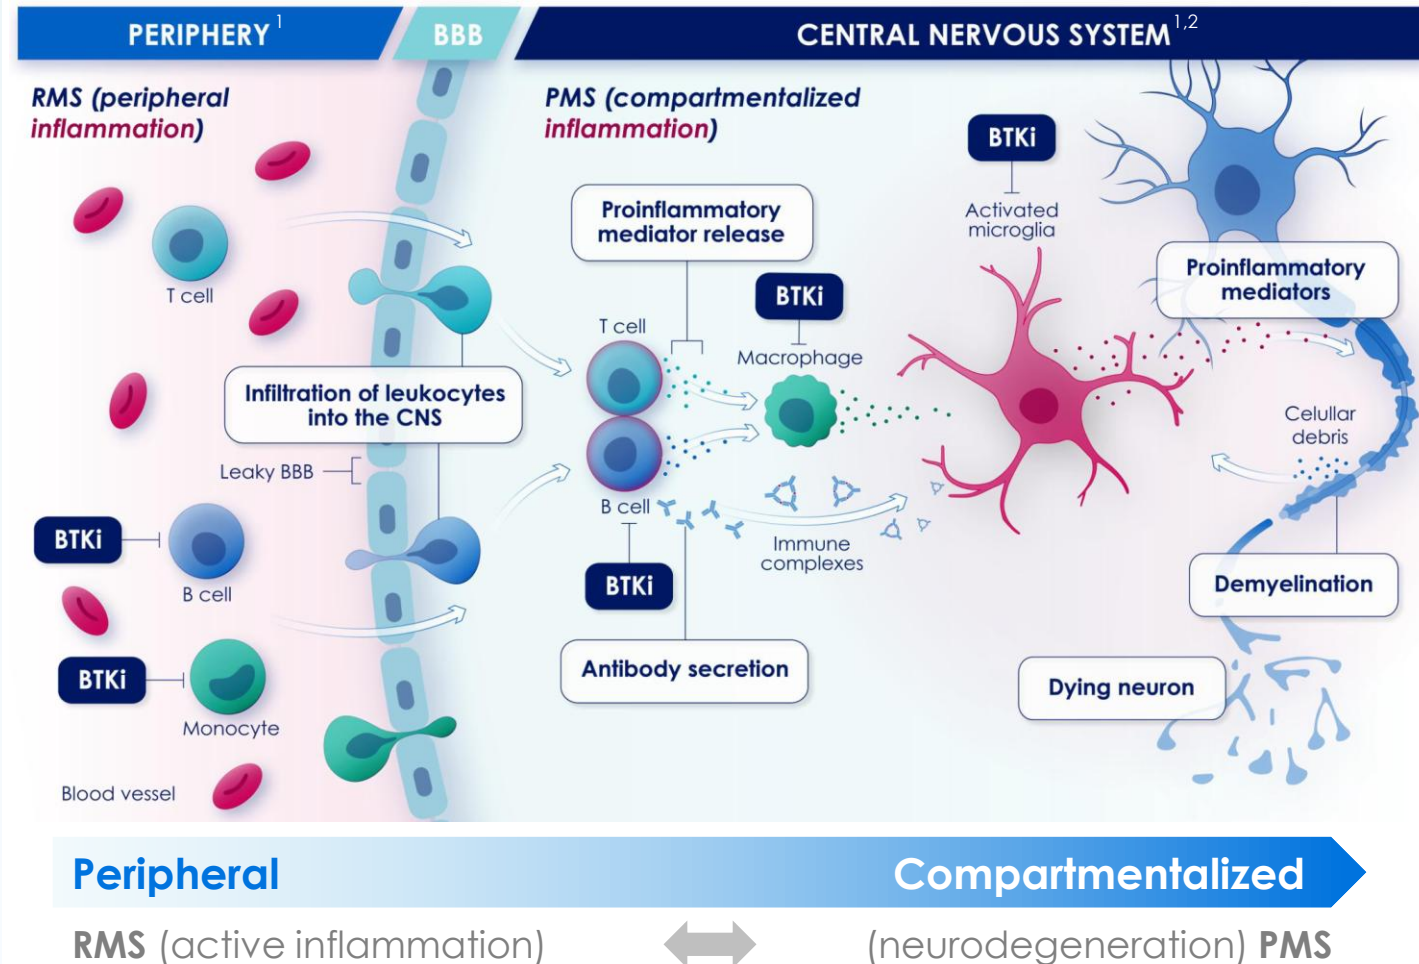 PERIPHERY 1
BBB
CENTRAL NERVOUS SYSTEM 1,2
RMS (peripheral
inflammation)
PMS (compartmentalized
inflammation)
BTKi
Activated
microglia
Proinflammatory
mediator release
Proinflammatory
mediators
T cell
BTKi
T cell
Macrophage
Infiltration of leukocytes
into the CNS
Celullar
debris
Leaky BBB
B cell
BTKi
Immune
complexes
B cell
BTKi
Demyelination
BTKi
Antibody secretion
Dying neuron
Monocyte
Blood vessel
Peripheral
Compartmentalized
RMS (active inflammation)
(neurodegeneration) PMS